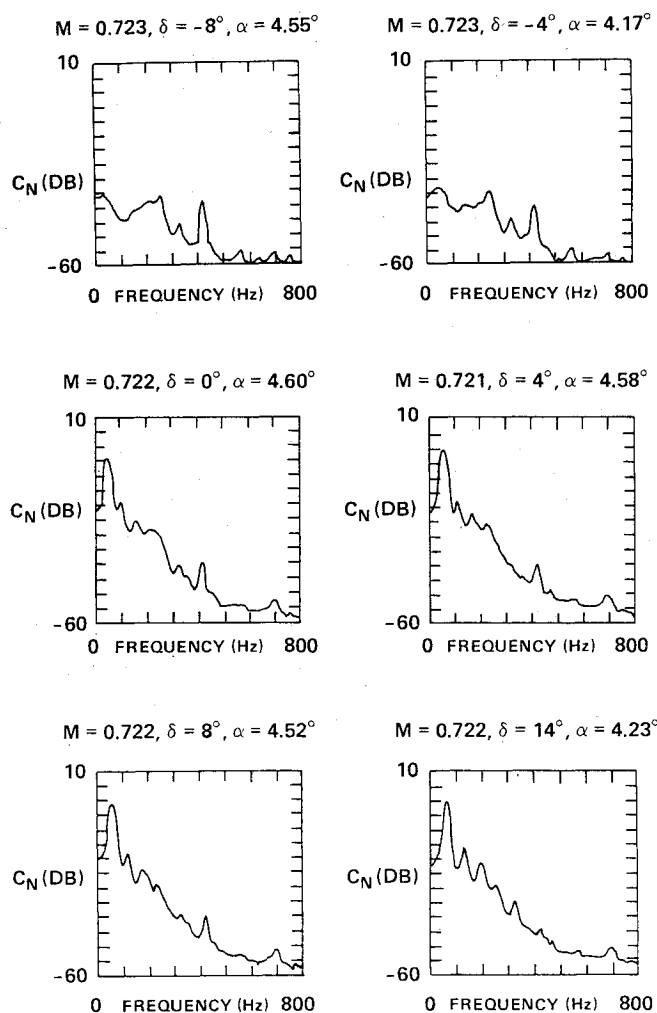 M = 0.723, δ = −8°, α = 4.55°
10
C_N (DB)
−60
0 FREQUENCY (Hz) 800
M = 0.723, δ = −4°, α = 4.17°
10
C_N (DB)
−60
0 FREQUENCY (Hz) 800
M = 0.722, δ = 0°, α = 4.60°
10
C_N (DB)
−60
0 FREQUENCY (Hz) 800
M = 0.721, δ = 4°, α = 4.58°
10
C_N (DB)
−60
0 FREQUENCY (Hz) 800
M = 0.722, δ = 8°, α = 4.52°
10
C_N (DB)
−60
0 FREQUENCY (Hz) 800
M = 0.722, δ = 14°, α = 4.23°
10
C_N (DB)
−60
0 FREQUENCY (Hz) 800